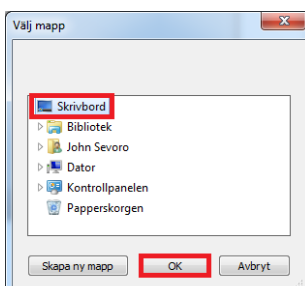 Välj mapp
Skrivbord
Bibliotek
John Sevoro
Dator
Kontrollpanelen
Papperskorgen
Skapa ny mapp OK Avbryt